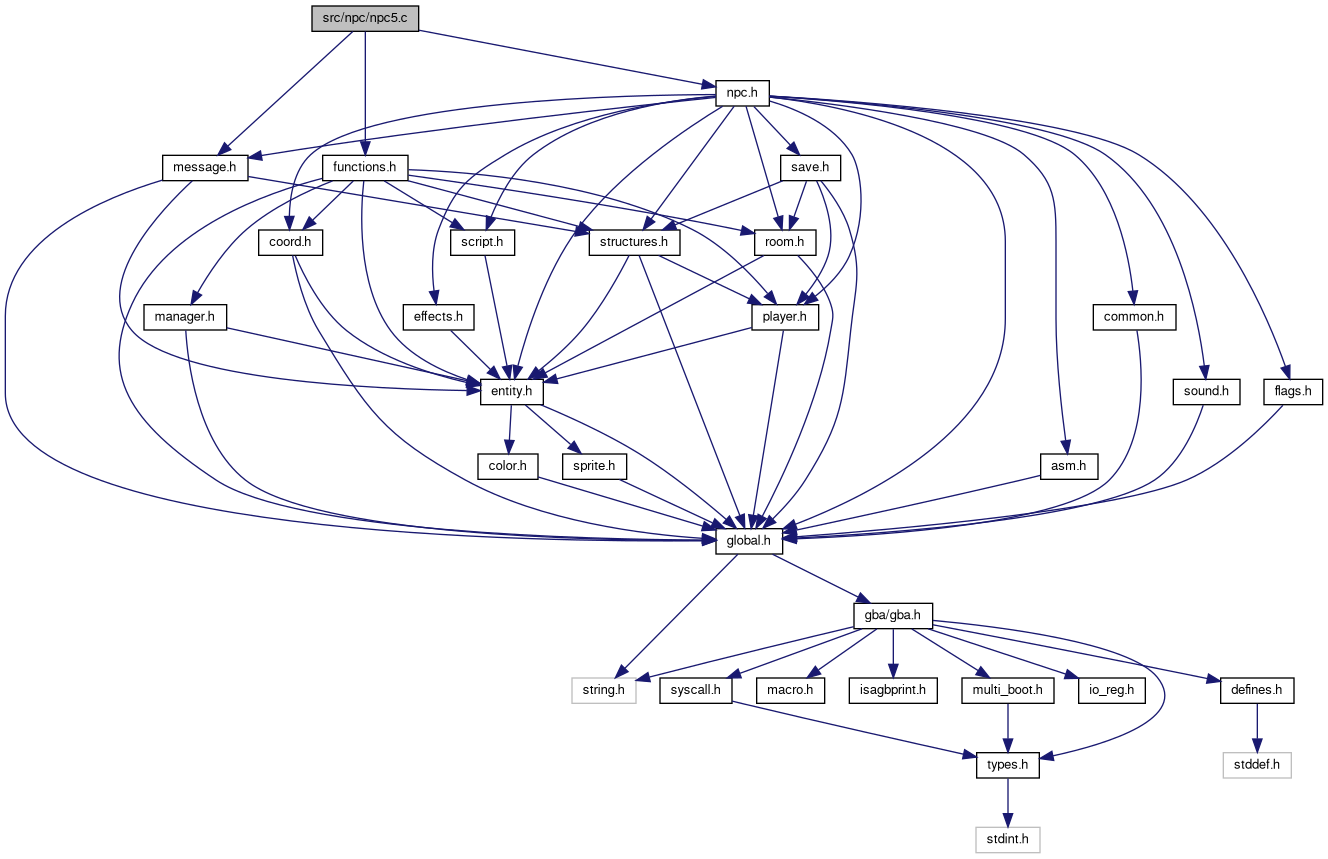 src/npc/npc5.c
npc.h
message.h
functions.h
save.h
coord.h
script.h
structures.h
room.h
manager.h
effects.h
player.h
common.h
entity.h
sound.h
flags.h
color.h
sprite.h
asm.h
global.h
gba/gba.h
string.h
syscall.h
macro.h
isagbprint.h
multi_boot.h
io_reg.h
defines.h
types.h
stddef.h
stdint.h